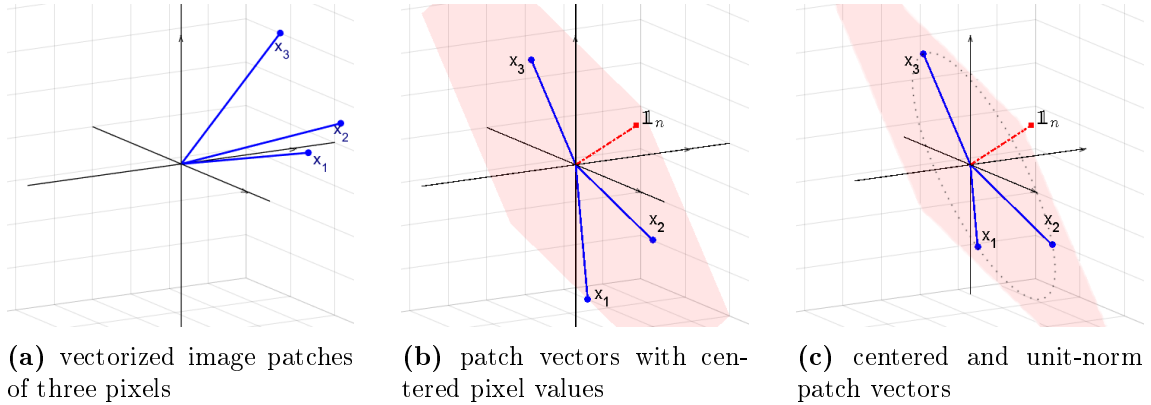 x3
x2
x1
x3
𝟙n
x2
x1
x3
𝟙n
x1
x2
(a) vectorized image patches
of three pixels
(b) patch vectors with cen-
tered pixel values
(c) centered and unit-norm
patch vectors